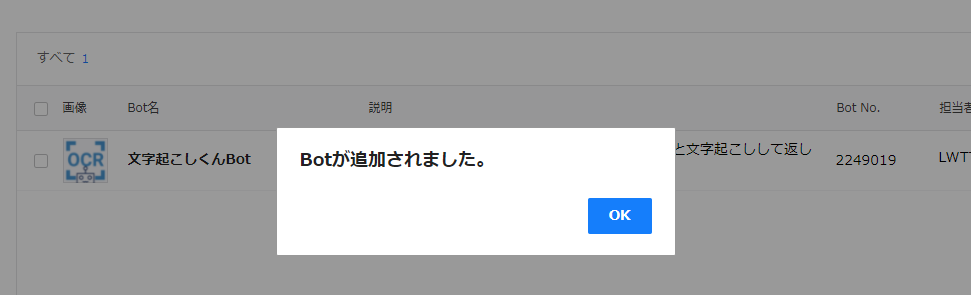 すべて 1
画像 Bot名 説明 Bot No. 担当者
OCR 文字起こしくんBot と文字起こしして返し 2249019 LWT
Botが追加されました。
OK